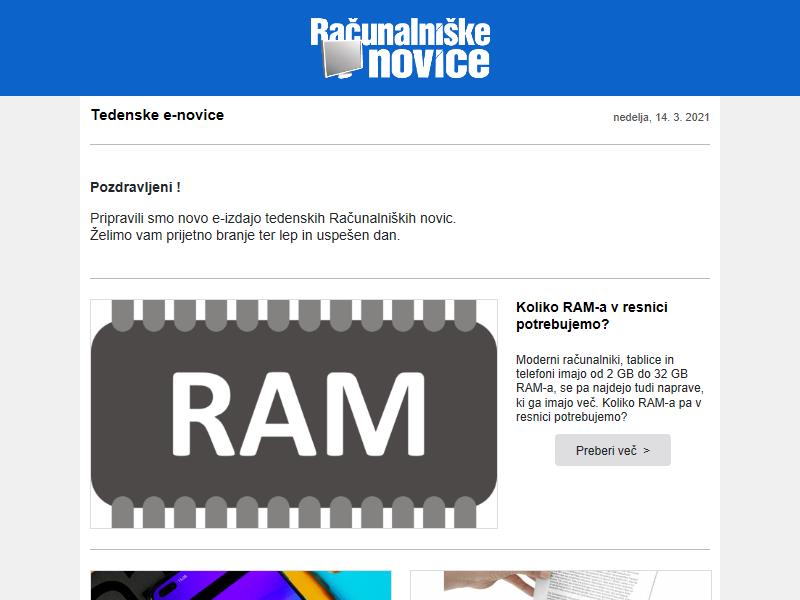 Računalniške
novice
Tedenske e-novice
nedelja, 14. 3. 2021
Pozdravljeni !
Pripravili smo novo e-izdajo tedenskih Računalniških novic.
Želimo vam prijetno branje ter lep in uspešen dan.
RAM
Koliko RAM-a v resnici
potrebujemo?
Moderni računalniki, tablice in
telefoni imajo od 2 GB do 32 GB
RAM-a, se pa najdejo tudi naprave,
ki ga imajo več. Koliko RAM-a pa v
resnici potrebujemo?
Preberi več >